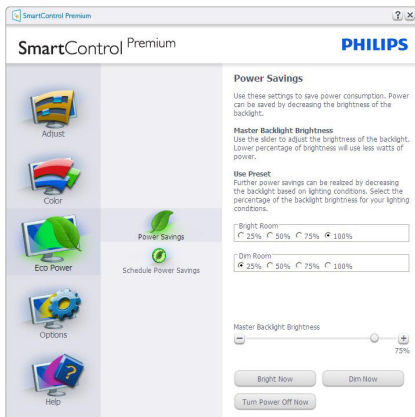 SmartControl Premium
? ×
SmartControl Premium
PHILIPS
Adjust
Color
Eco Power
Options
Help
Power Savings
Schedule Power Savings
Power Savings
Use these settings to save power consumption. Power
can be saved by decreasing the brightness of the
backlight.
Master Backlight Brightness
Use the slider to adjust the brightness of the backlight.
Lower percentage of brightness will use less watts of
power.
Use Preset
Further power savings can be realized by decreasing
the backlight based on lighting conditions. Select the
percentage of the backlight brightness for your lighting
conditions.
Bright Room
25% 50% 75% 100%
Dim Room
25% 50% 75% 100%
Master Backlight Brightness
− +
75%
Bright Now Dim Now
Turn Power Off Now